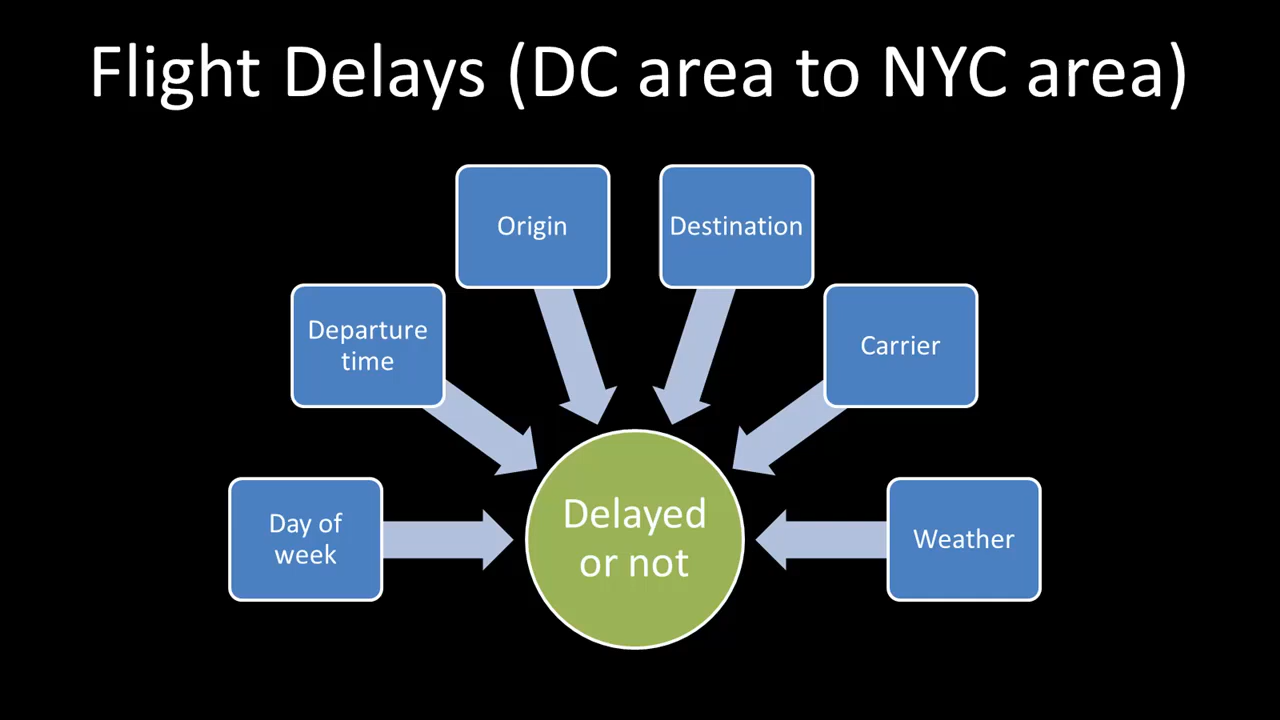 Flight Delays (DC area to NYC area)
Origin
Destination
Departure
time
Carrier
Day of
week
Delayed
or not
Weather